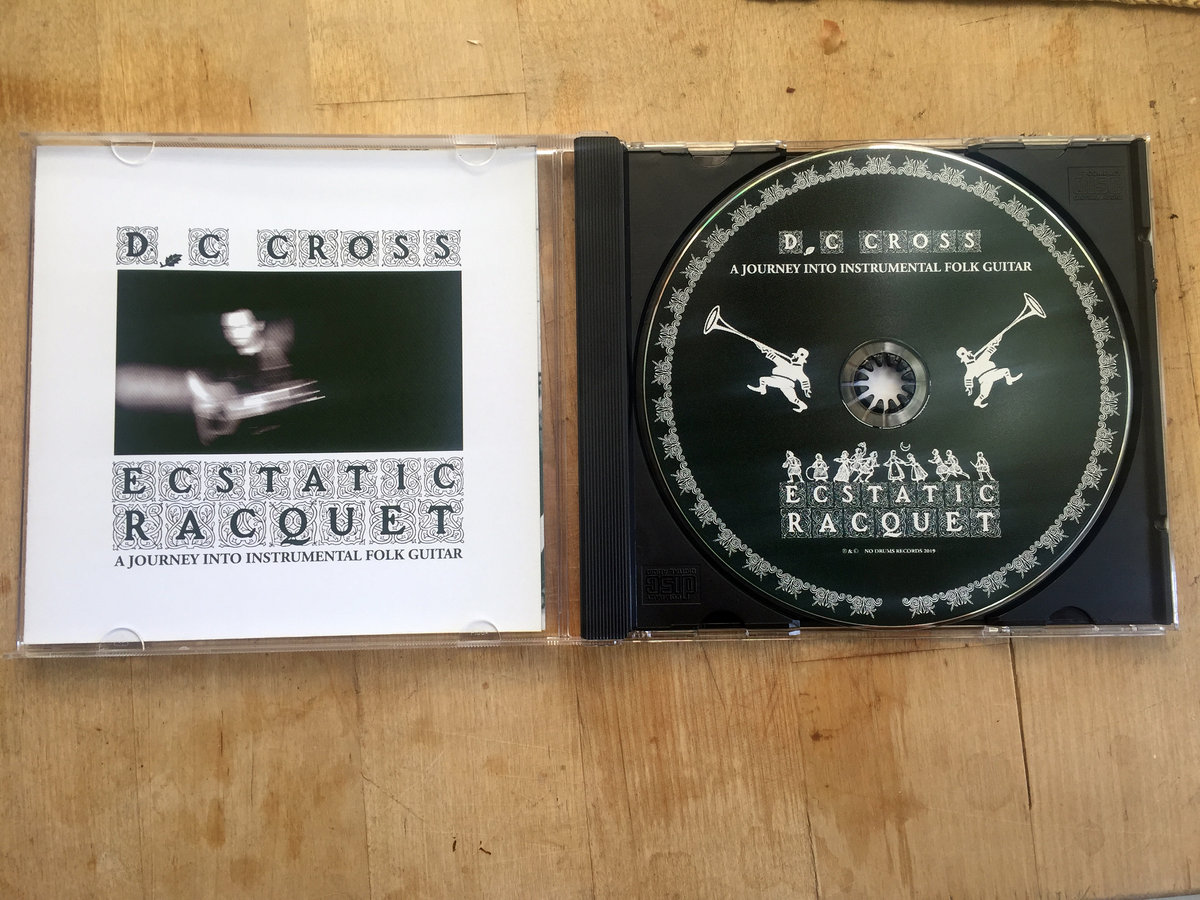 D.C CROSS
ECSTATIC
RACQUET
A JOURNEY INTO INSTRUMENTAL FOLK GUITAR
D.C CROSS
A JOURNEY INTO INSTRUMENTAL FOLK GUITAR
ECSTATIC
RACQUET
℗ & © NO DRUMS RECORDS 2019